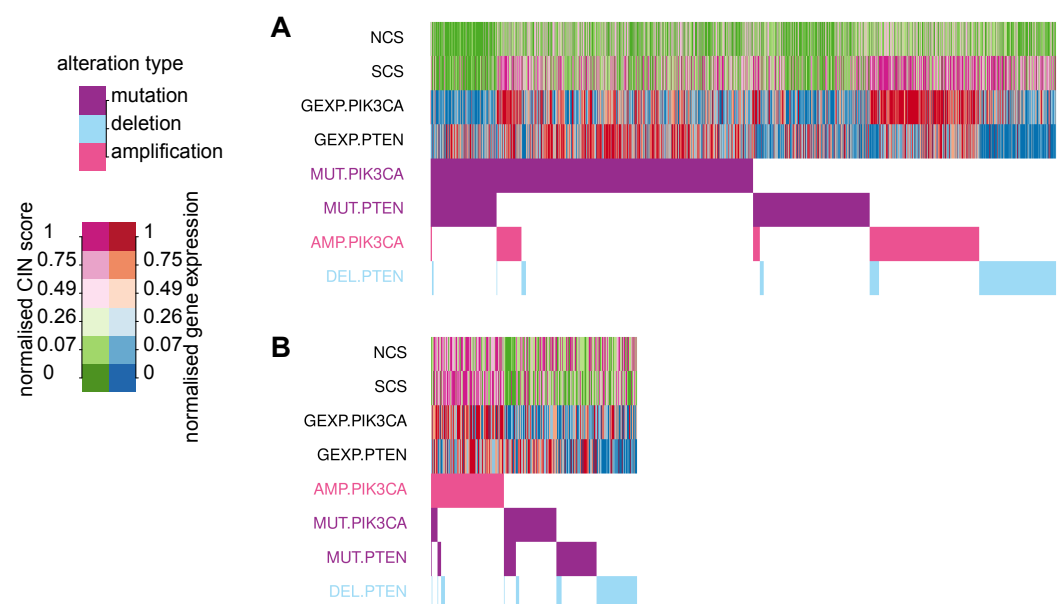 A
alteration type
mutation
deletion
amplification
normalised CIN score
1 1
0.75 0.75
0.49 0.49
0.26 0.26
0.07 0.07
0 0
normalised gene expression
NCS
SCS
GEXP.PIK3CA
GEXP.PTEN
MUT.PIK3CA
MUT.PTEN
AMP.PIK3CA
DEL.PTEN
B
NCS
SCS
GEXP.PIK3CA
GEXP.PTEN
AMP.PIK3CA
MUT.PIK3CA
MUT.PTEN
DEL.PTEN